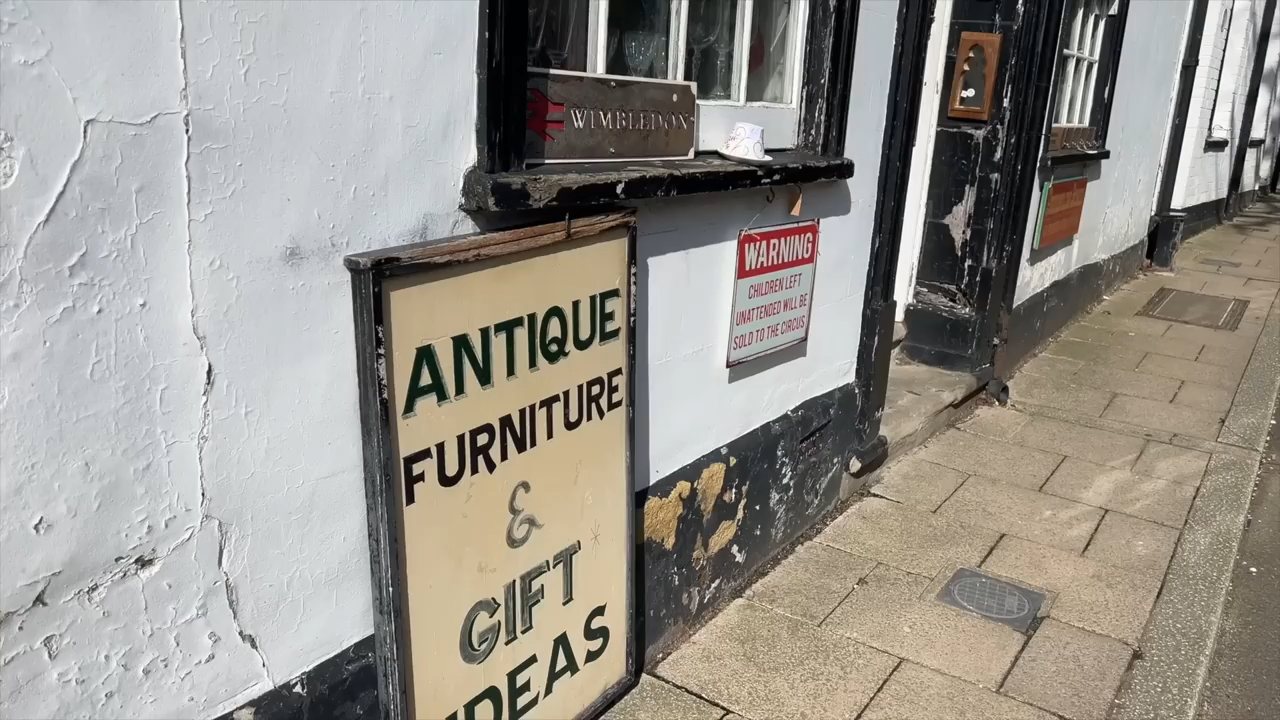 WIMBLEDON
WARNING
CHILDREN LEFT
UNATTENDED WILL BE
SOLD TO THE CIRCUS
ANTIQUE
FURNITURE
&
GIFT
IDEAS